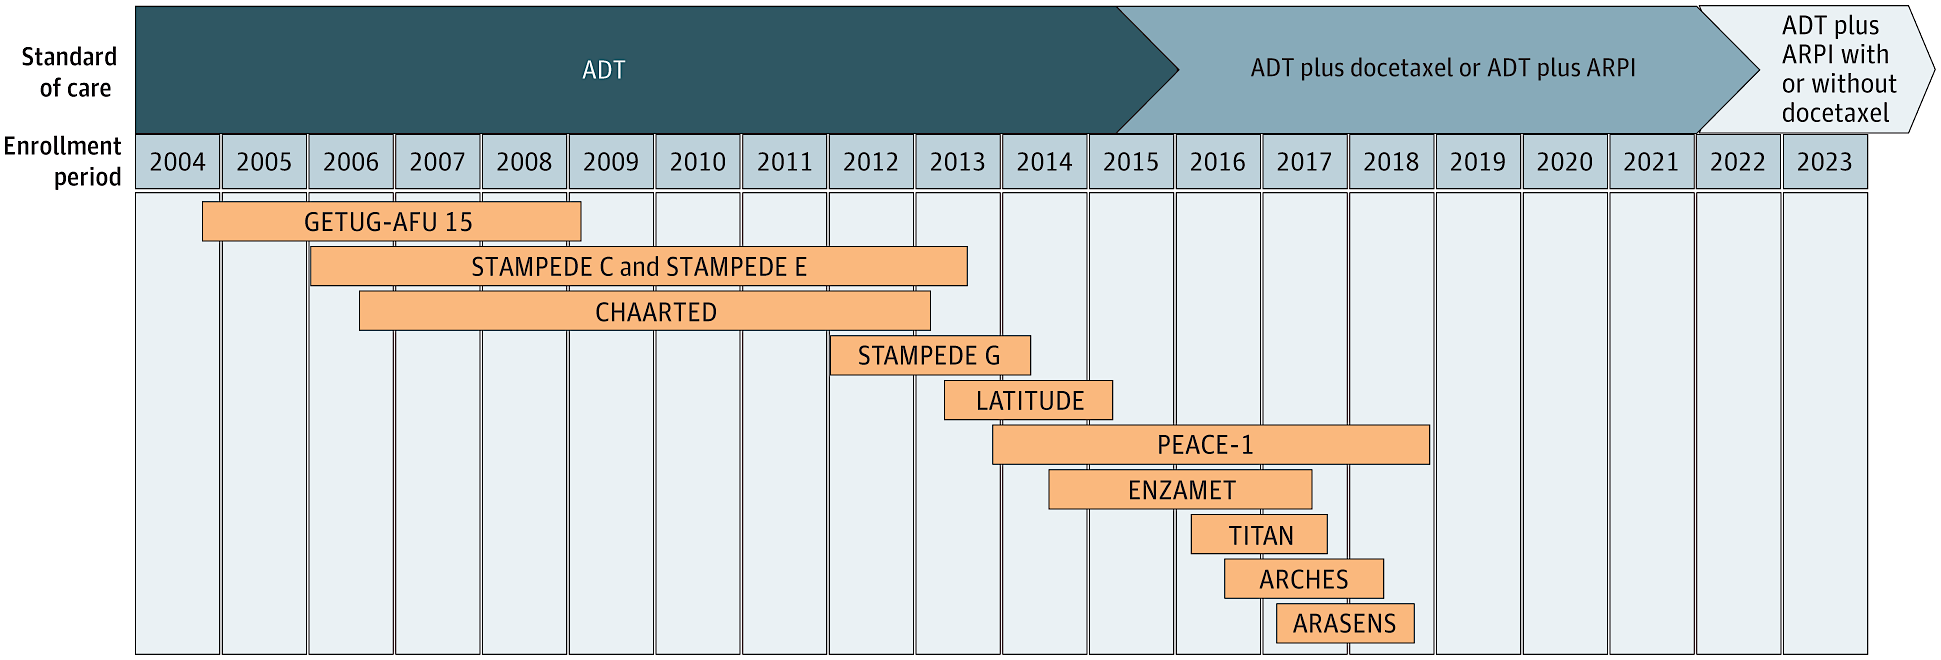 Standard
of care
ADT
ADT plus docetaxel or ADT plus ARPI
ADT plus
ARPI with
or without
docetaxel
Enrollment
period
2004 2005 2006 2007 2008 2009 2010 2011 2012 2013 2014 2015 2016 2017 2018 2019 2020 2021 2022 2023
GETUG-AFU 15
STAMPEDE C and STAMPEDE E
CHAARTED
STAMPEDE G
LATITUDE
PEACE-1
ENZAMET
TITAN
ARCHES
ARASENS